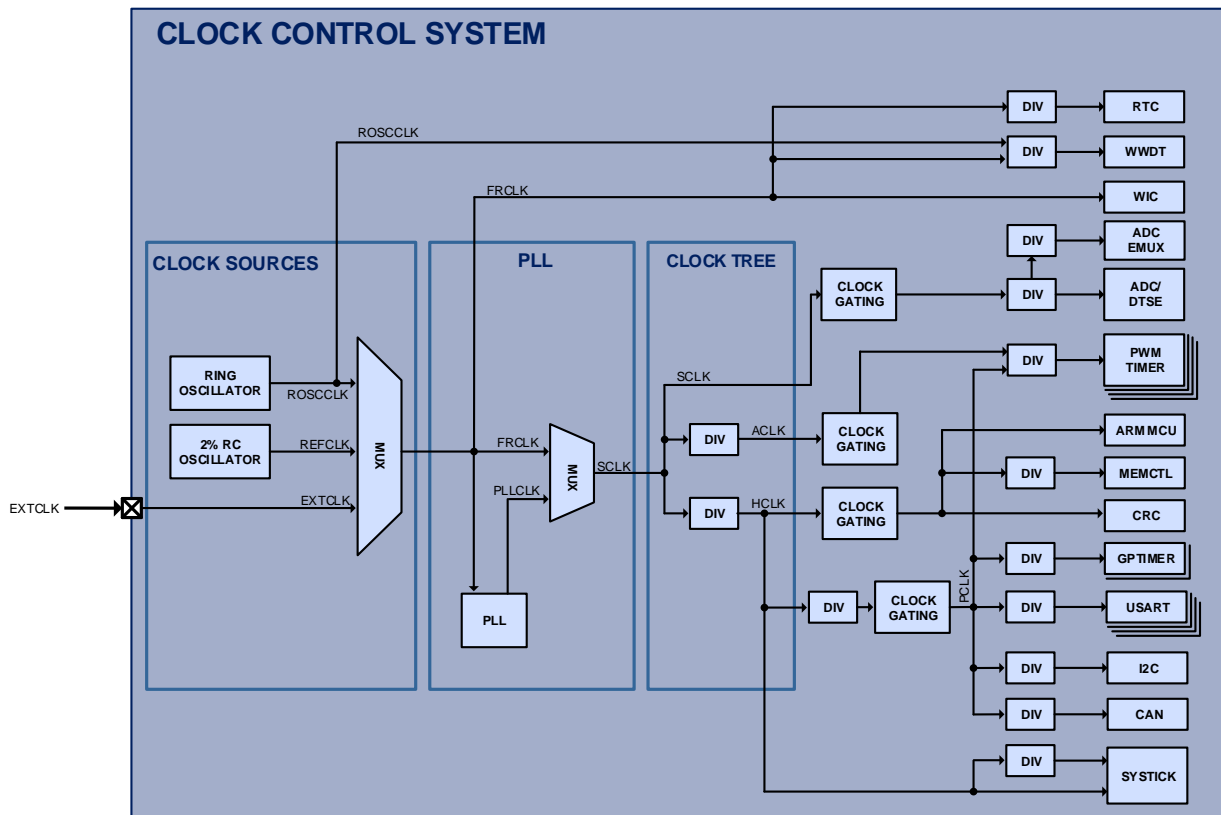 CLOCK CONTROL SYSTEM
DIV
RTC
ROSCCLK
DIV
WWDT
FRCLK
WIC
CLOCK SOURCES
PLL
CLOCK TREE
DIV
ADC
EMUX
CLOCK
GATING
DIV
ADC/
DTSE
RING
OSCILLATOR
ROSCCLK
SCLK
DIV
PWM
TIMER
2% RC
OSCILLATOR
REFCLK
MUX
FRCLK
MUX
SCLK
DIV
ACLK
CLOCK
GATING
ARM MCU
DIV
MEMCTL
EXTCLK
EXTCLK
PLLCLK
DIV
HCLK
CLOCK
GATING
CRC
DIV
GPTIMER
PLL
DIV
CLOCK
GATING
PCLK
DIV
USART
DIV
I2C
DIV
CAN
DIV
SYSTICK